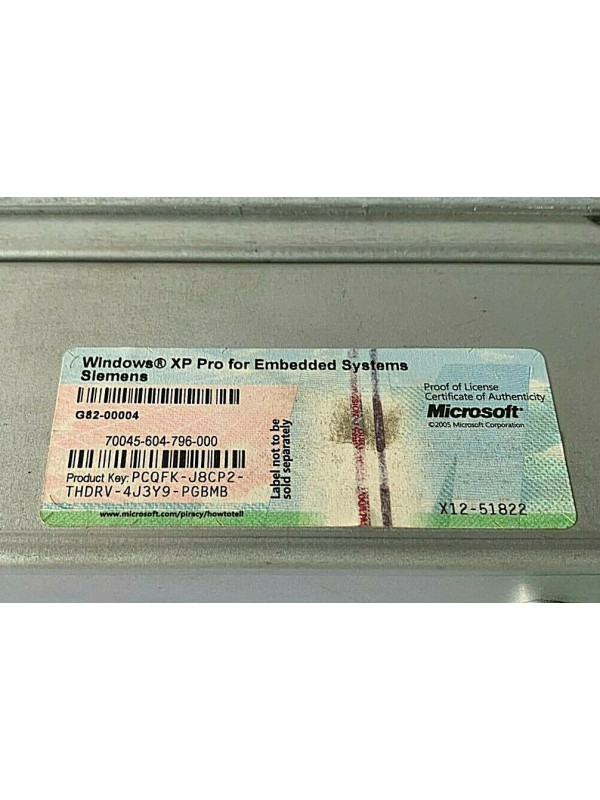 Windows® XP Pro for Embedded Systems
Siemens
G82-00004
70045-604-796-000
Product Key: PCQFK-J8CP2-
THDRV-4J3Y9-PGBMB
www.microsoft.com/piracy/howtotell
Label not to be
sold separately
Proof of License
Certificate of Authenticity
Microsoft®
©2005 Microsoft Corporation
X12-51822